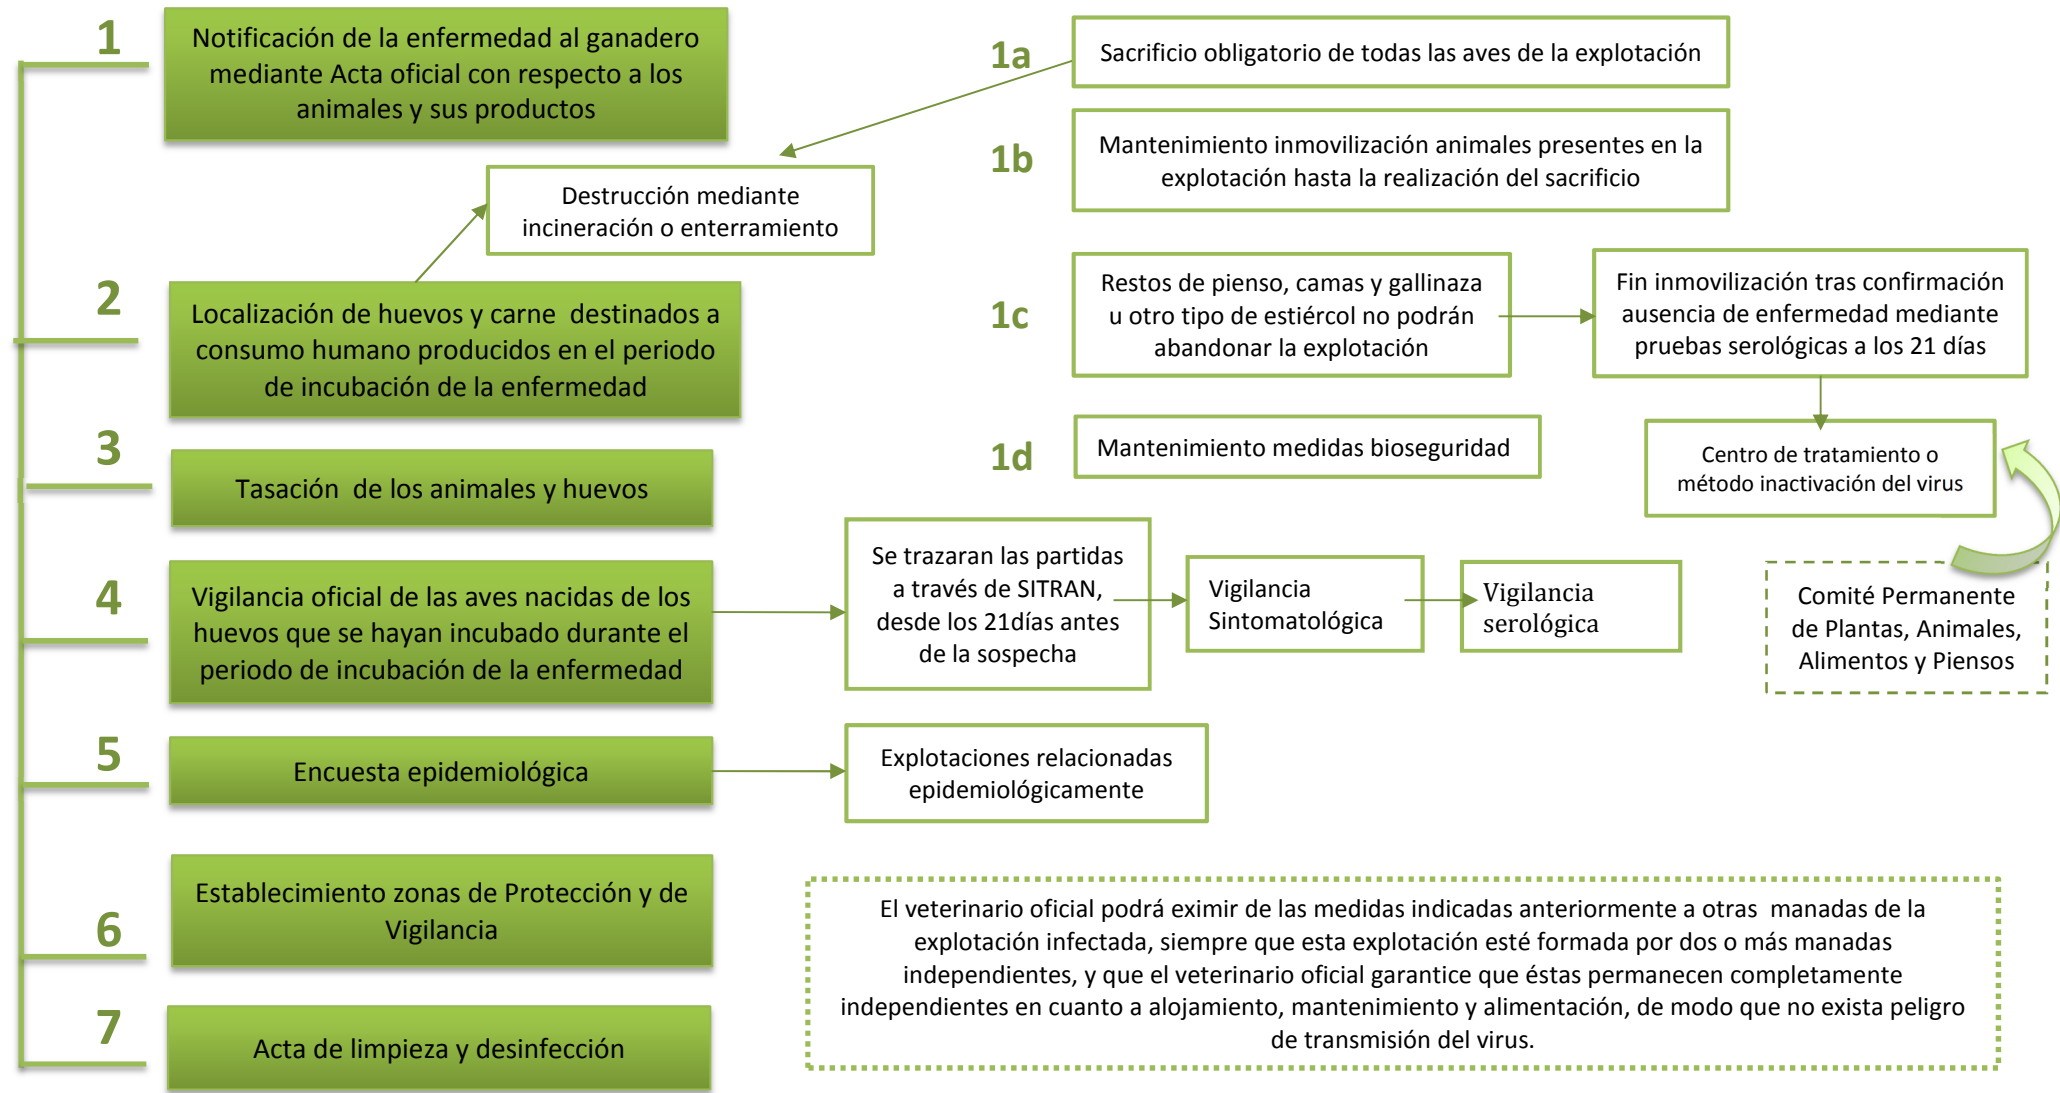 1
Notificación de la enfermedad al ganadero
mediante Acta oficial con respecto a los
animales y sus productos
1a
Sacrificio obligatorio de todas las aves de la explotación
1b
Mantenimiento inmovilización animales presentes en la
explotación hasta la realización del sacrificio
Destrucción mediante
incineración o enterramiento
2
Localización de huevos y carne destinados a
consumo humano producidos en el periodo
de incubación de la enfermedad
1c
Restos de pienso, camas y gallinaza
u otro tipo de estiércol no podrán
abandonar la explotación
Fin inmovilización tras confirmación
ausencia de enfermedad mediante
pruebas serológicas a los 21 días
3
Tasación de los animales y huevos
1d
Mantenimiento medidas bioseguridad
Centro de tratamiento o
método inactivación del virus
4
Vigilancia oficial de las aves nacidas de los
huevos que se hayan incubado durante el
periodo de incubación de la enfermedad
Se trazaran las partidas
a través de SITRAN,
desde los 21días antes
de la sospecha
Vigilancia
Sintomatológica
Vigilancia
serológica
Comité Permanente
de Plantas, Animales,
Alimentos y Piensos
5
Encuesta epidemiológica
Explotaciones relacionadas
epidemiológicamente
6
Establecimiento zonas de Protección y de
Vigilancia
El veterinario oficial podrá eximir de las medidas indicadas anteriormente a otras manadas de la
explotación infectada, siempre que esta explotación esté formada por dos o más manadas
independientes, y que el veterinario oficial garantice que éstas permanecen completamente
independientes en cuanto a alojamiento, mantenimiento y alimentación, de modo que no exista peligro
de transmisión del virus.
7
Acta de limpieza y desinfección